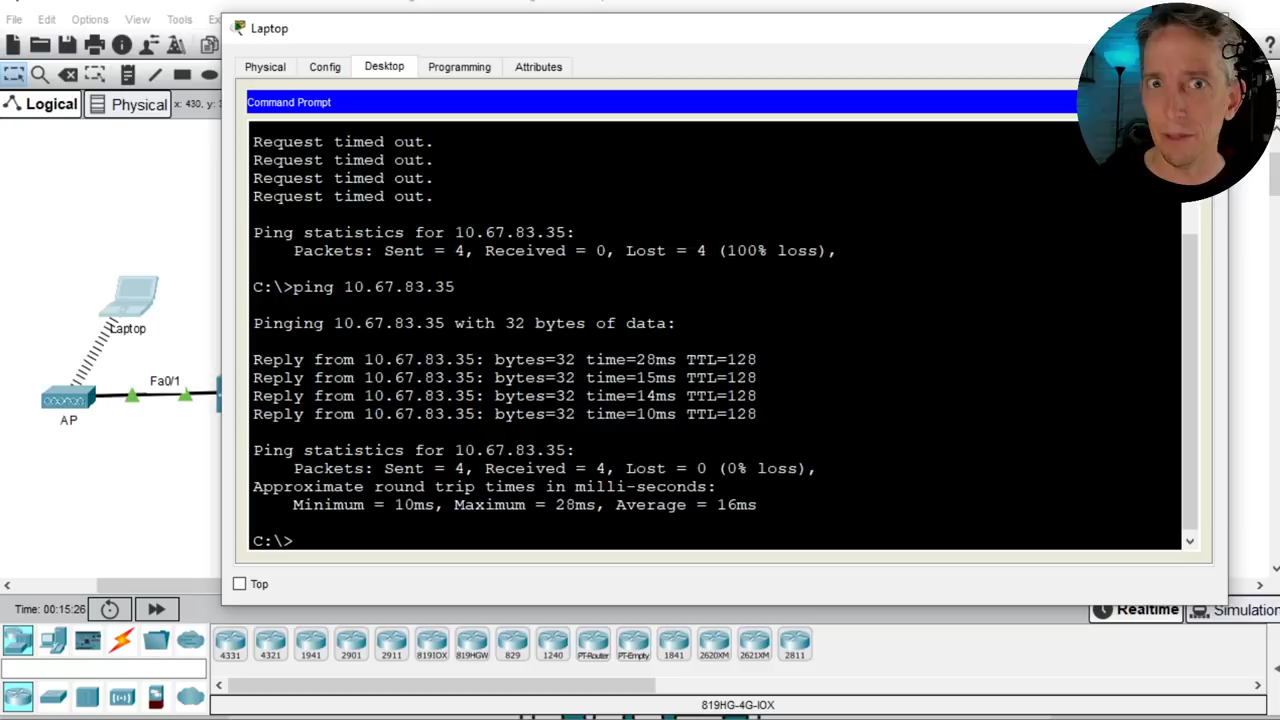 File Edit Options View Tools Ex
Laptop
Physical Config Desktop Programming Attributes
Logical Physical x: 430, y:
Command Prompt
Request timed out.
Request timed out.
Request timed out.
Request timed out.
Ping statistics for 10.67.83.35:
Packets: Sent = 4, Received = 0, Lost = 4 (100% loss),
C:\>ping 10.67.83.35
Pinging 10.67.83.35 with 32 bytes of data:
Reply from 10.67.83.35: bytes=32 time=28ms TTL=128
Reply from 10.67.83.35: bytes=32 time=15ms TTL=128
Reply from 10.67.83.35: bytes=32 time=14ms TTL=128
Reply from 10.67.83.35: bytes=32 time=10ms TTL=128
Ping statistics for 10.67.83.35:
Packets: Sent = 4, Received = 4, Lost = 0 (0% loss),
Approximate round trip times in milli-seconds:
Minimum = 10ms, Maximum = 28ms, Average = 16ms
C:\>
Laptop
Fa0/1
AP
Top
Time: 00:15:26
Realtime Simulation
4331 4321 1941 2901 2911 819IOX 819HGW 829 1240 PT-Router PT-Empty 1841 2620XM 2621XM 2811
819HG-4G-IOX